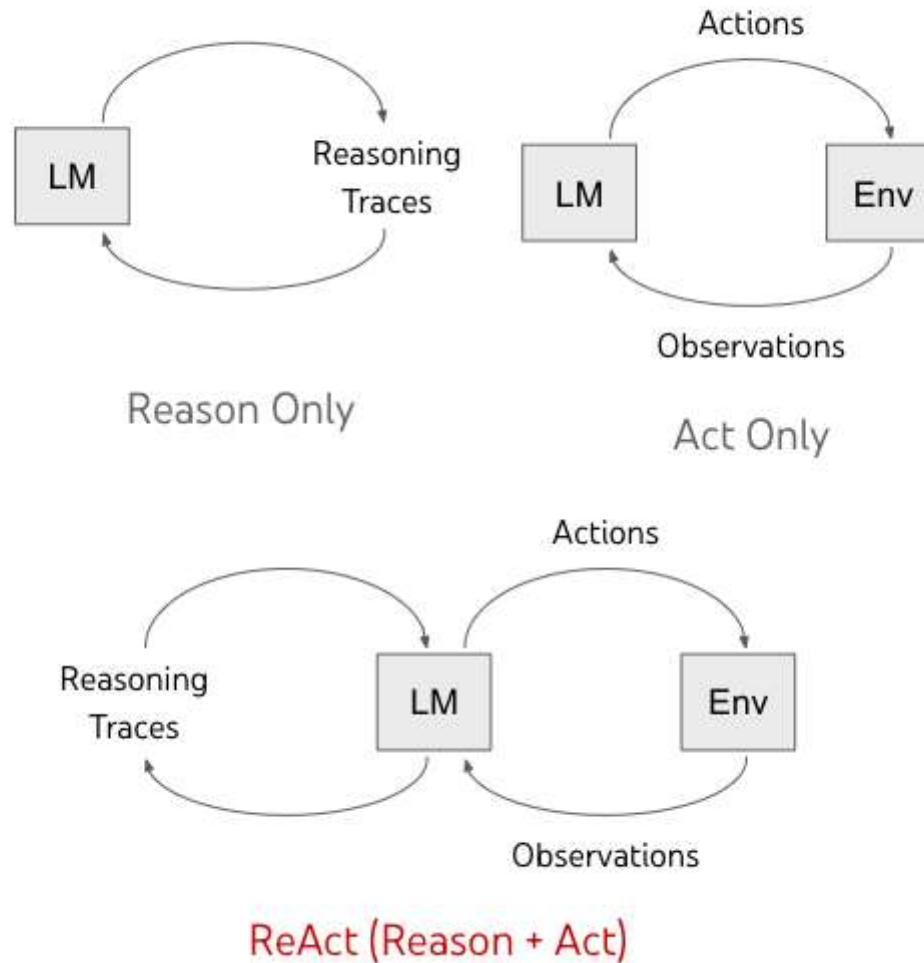 Actions
LM
Reasoning
Traces
LM
Env
Observations
Reason Only
Act Only
Actions
Reasoning
Traces
LM
Env
Observations
ReAct (Reason + Act)